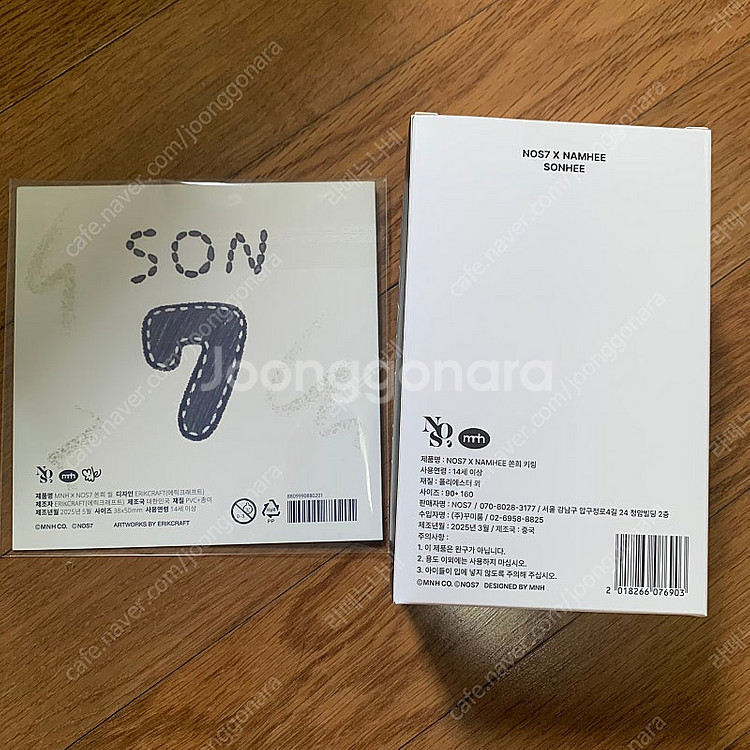 SON
7
NOS7
mnh
제품명 MNH X NOS7 쏜희 씰 디자인 ERIKCRAFT(에릭크래프트)
제조자 ERIKCRAFT(에릭크래프트) 제조국 대한민국 재질 PVC+종이
제조년월 2025년 5월 사이즈 38x50mm 사용연령 14세 이상
©MNH CO. ©NOS7 ARTWORKS BY ERIKCRAFT
0-3
PP
8809990880201
NOS7 X NAMHEE
SONHEE
NOS7
mnh
제품명 : NOS7 X NAMHEE 쏜희 키링
사용연령 : 14세 이상
재질 : 폴리에스터 외
사이즈 : 90* 160
판매자명 : NOS7 / 070-8028-3177 / 서울 강남구 압구정로4길 24 청암빌딩 2층
수입자명 : (주)꾸미룸 / 02-6958-8825
제조년월 : 2025년 3월 / 제조국 : 중국
주의사항 :
1. 이 제품은 완구가 아닙니다.
2. 용도 이외에는 사용하지 마십시오.
3. 아이들이 입에 넣지 않도록 주의해 주십시오.
©MNH CO. ©NOS7 DESIGNED BY MNH
2 018266 076903
Joonggonara
cafe.naver.com/joonggonara